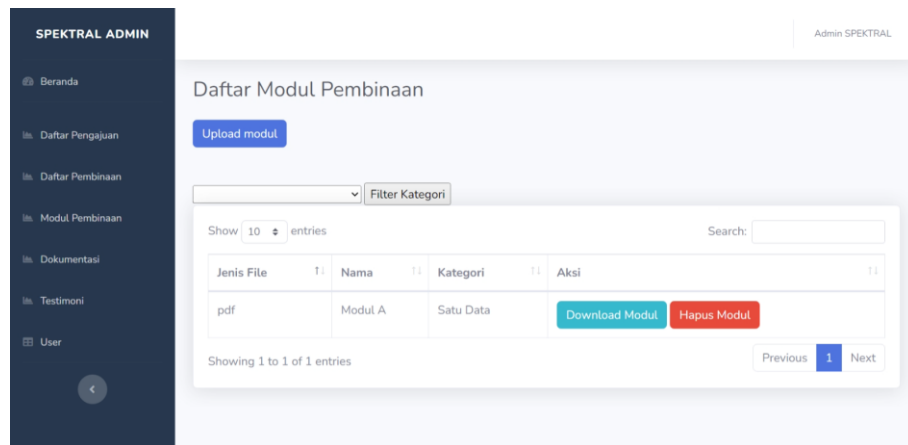 SPEKTRAL ADMIN
Admin SPEKTRAL
Beranda
Daftar Pengajuan
Daftar Pembinaan
Modul Pembinaan
Dokumentasi
Testimoni
User
Daftar Modul Pembinaan
Upload modul
Filter Kategori
Show 10 entries
Search:
Jenis File Nama Kategori Aksi
pdf Modul A Satu Data Download Modul Hapus Modul
Showing 1 to 1 of 1 entries
Previous 1 Next